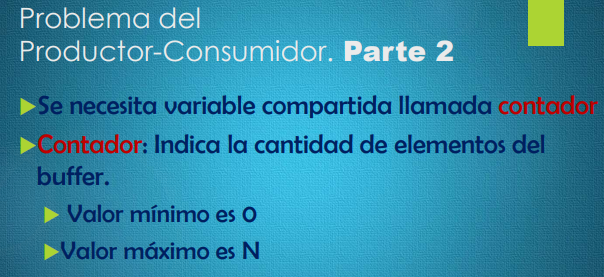 Problema del
Productor-Consumidor. Parte 2
Se necesita variable compartida llamada contador
Contador: Indica la cantidad de elementos del
buffer.
Valor mínimo es 0
Valor máximo es N